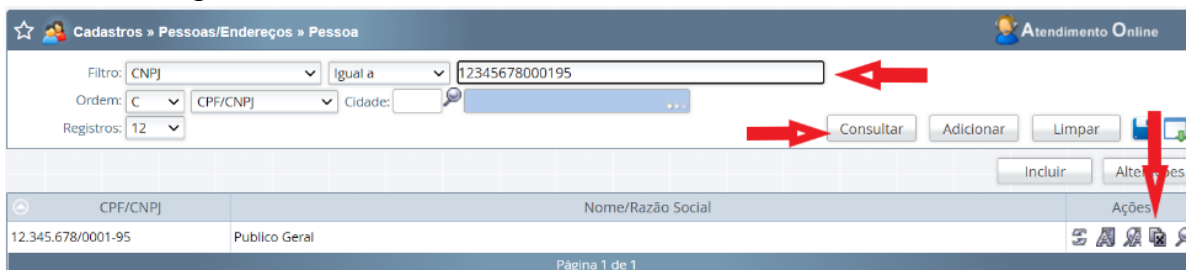 Cadastros » Pessoas/Endereços » Pessoa Atendimento Online
Filtro: CNPJ Igual a 12345678000195
Ordem: C CPF/CNPJ Cidade: ...
Registros: 12 Consultar Adicionar Limpar
Incluir
CPF/CNPJ Nome/Razão Social Ações
12.345.678/0001-95 Publico Geral
Página 1 de 1